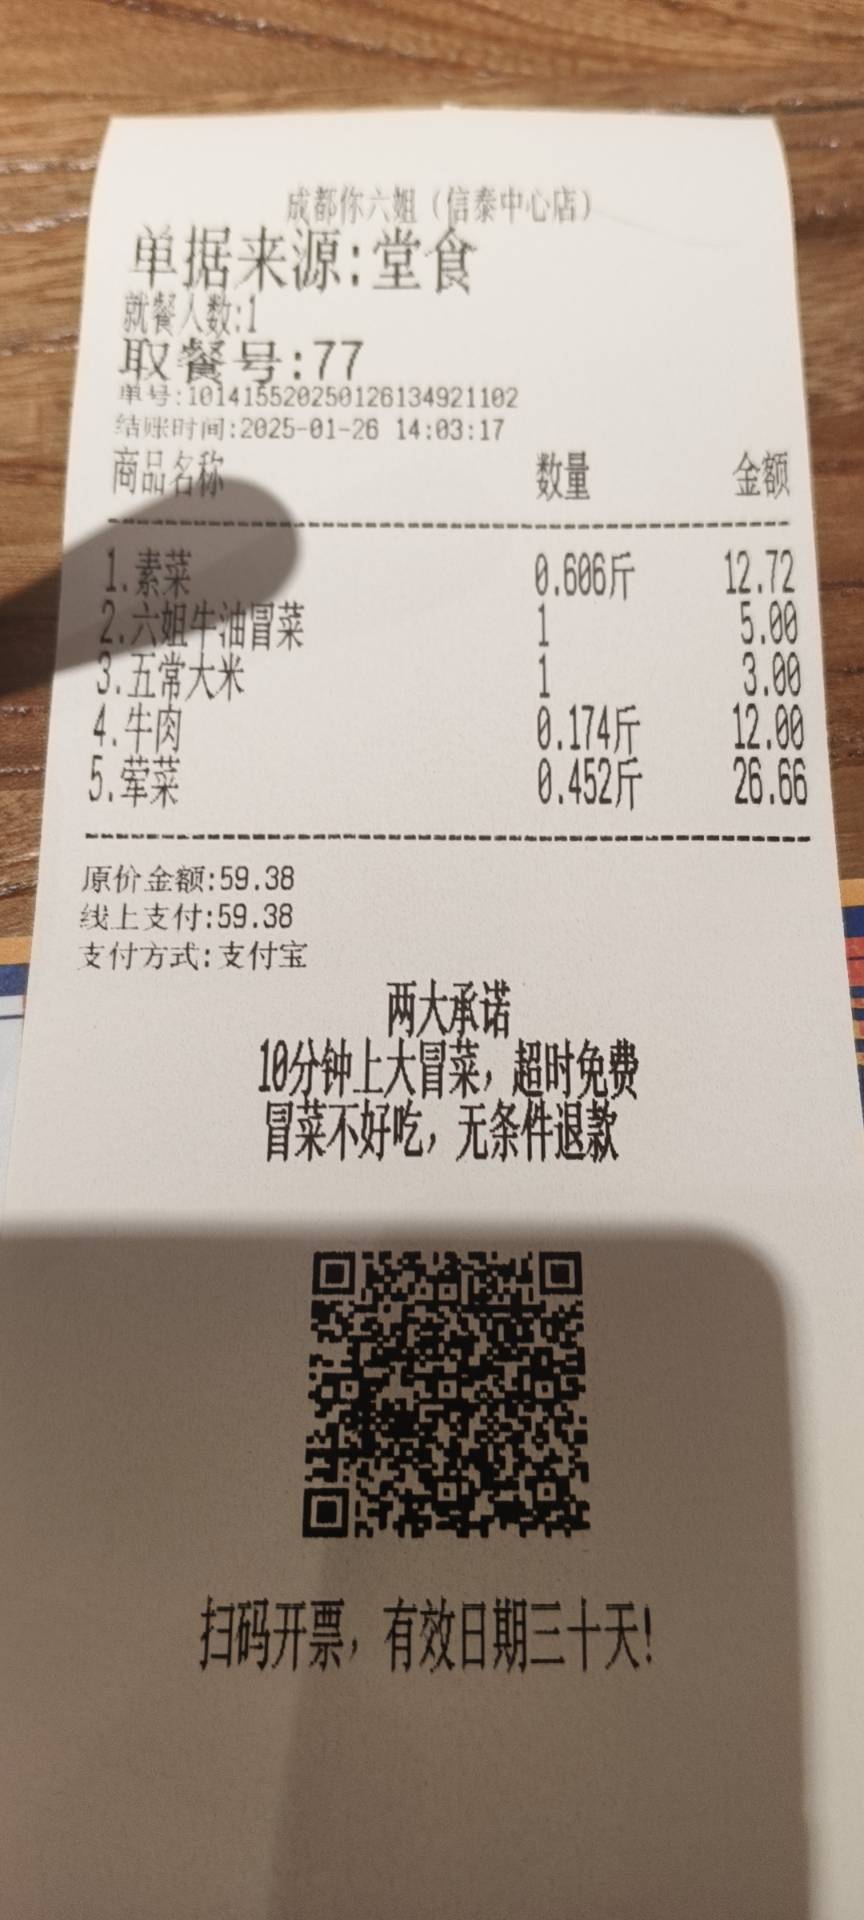 成都你六姐（信泰中心店）
单据来源:堂食
就餐人数:1
取餐号:77
单号:101415520250126134921102
结账时间:2025-01-26 14:03:17
商品名称 数量 金额
1.素菜 0.606斤 12.72
2.六姐牛油冒菜 1 5.00
3.五常大米 1 3.00
4.牛肉 0.174斤 12.00
5.荤菜 0.452斤 26.66
原价金额:59.38
线上支付:59.38
支付方式:支付宝
两大承诺
10分钟上大冒菜，超时免费
冒菜不好吃，无条件退款
扫码开票，有效日期三十天!